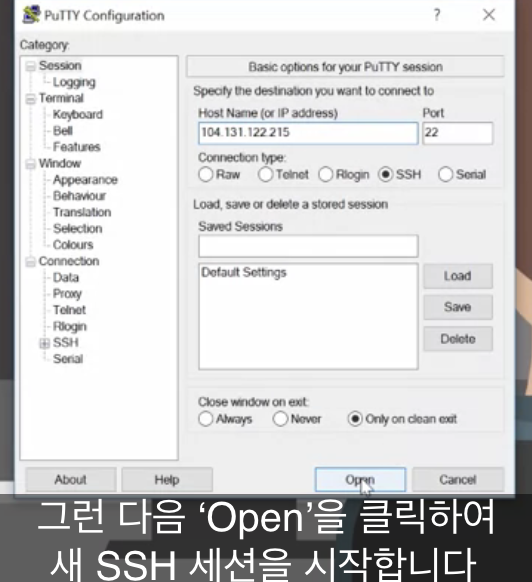 PuTTY Configuration
?
Category:
Session
Logging
Terminal
Keyboard
Bell
Features
Window
Appearance
Behaviour
Translation
Selection
Colours
Connection
Data
Proxy
Telnet
Rlogin
SSH
Serial
Basic options for your PuTTY session
Specify the destination you want to connect to
Host Name (or IP address) Port
104.131.122.215 22
Connection type:
Raw Telnet Rlogin SSH Serial
Load, save or delete a stored session
Saved Sessions
Default Settings
Load
Save
Delete
Close window on exit:
Always Never Only on clean exit
About Help Open Cancel
그런 다음 ‘Open’을 클릭하여
새 SSH 세션을 시작합니다